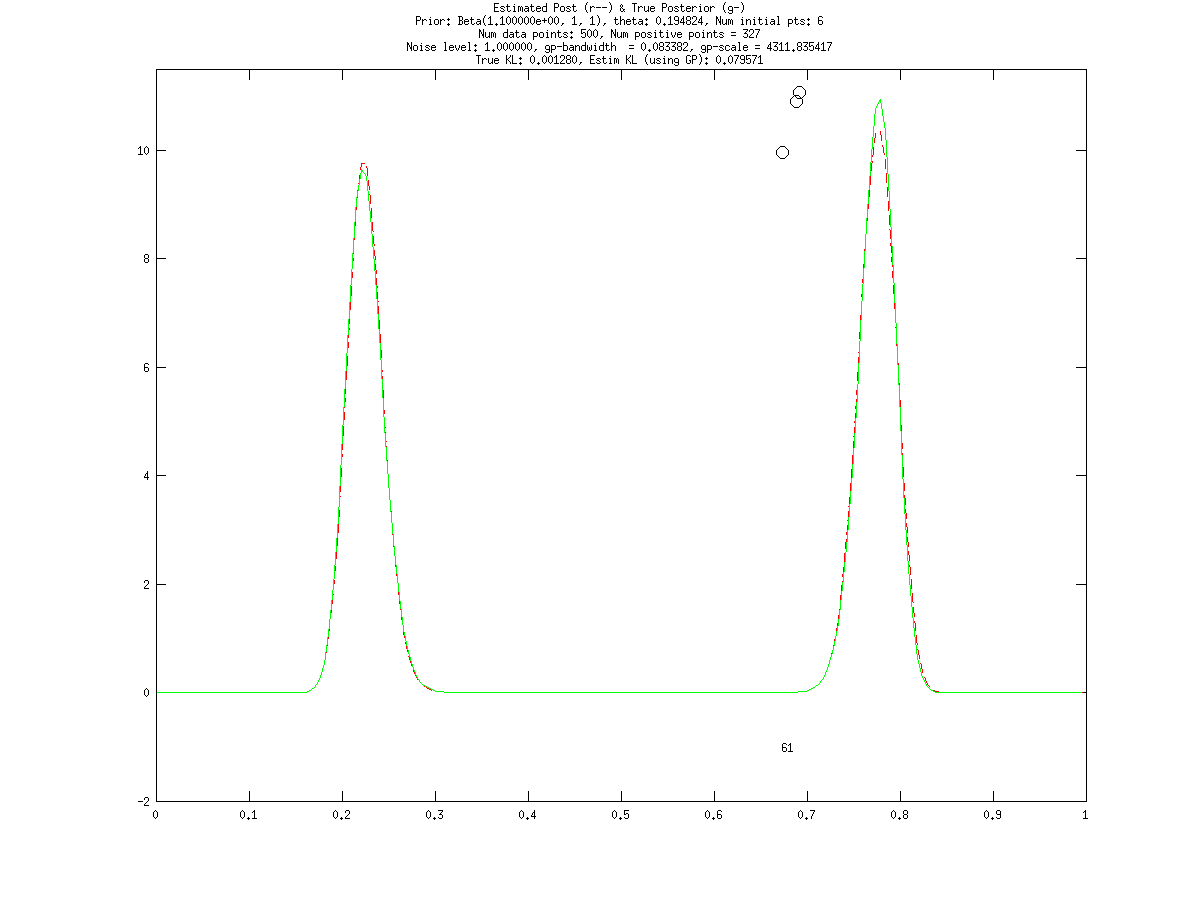 Estimated Post (r--) & True Posterior (g-)
Prior: Beta(1.100000e+00, 1, 1), theta: 0.194824, Num initial pts: 6
Num data points: 500, Num positive points = 327
Noise level: 1.000000, gp-bandwidth  = 0.083382, gp-scale = 4311.835417
True KL: 0.001280, Estim KL (using GP): 0.079571
10
8
6
4
2
0
61
-2
0 0.1 0.2 0.3 0.4 0.5 0.6 0.7 0.8 0.9 1